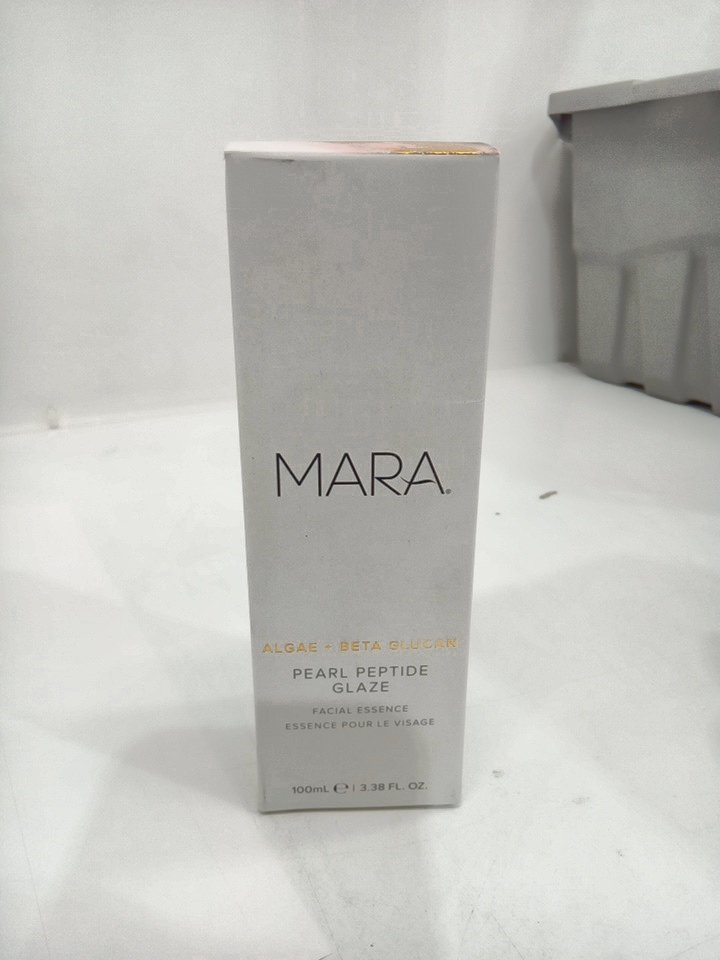 MARA®
ALGAE + BETA GLUCAN
PEARL PEPTIDE
GLAZE
FACIAL ESSENCE
ESSENCE POUR LE VISAGE
100mL ℮ | 3.38 FL. OZ.